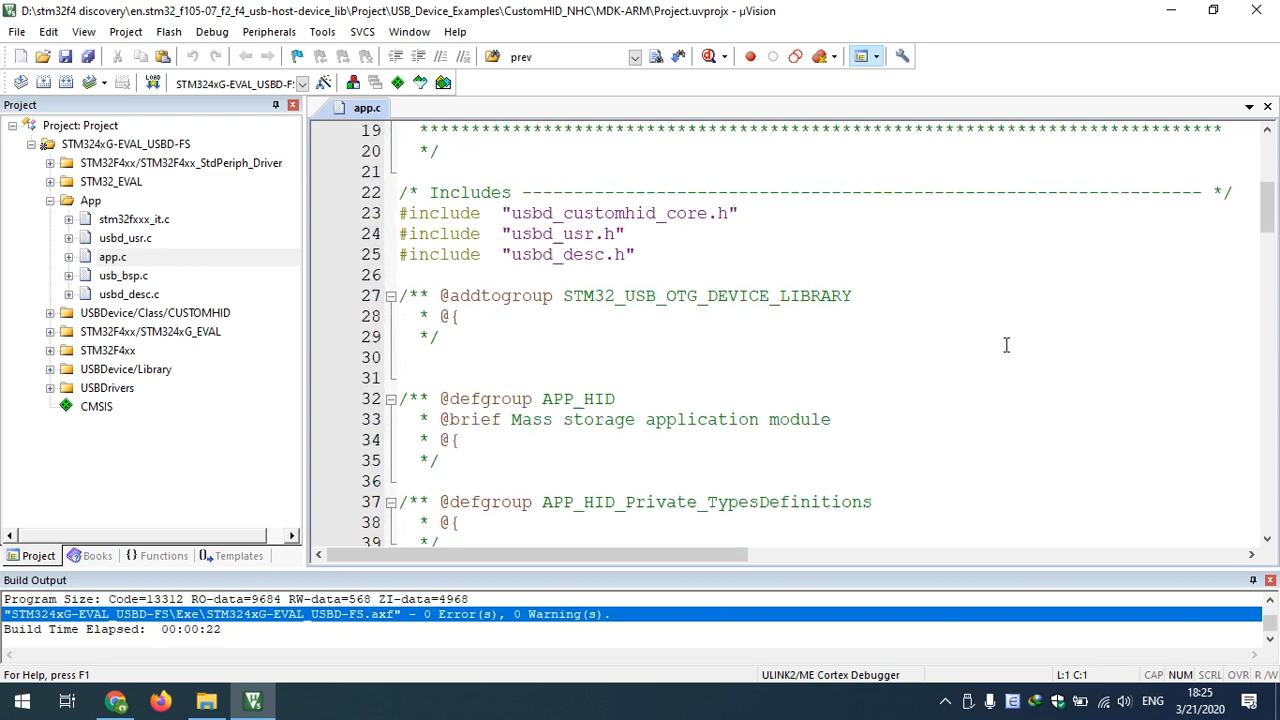 D:\stm32f4 discovery\en.stm32_f105-07_f2_f4_usb-host-device_lib\Project\USB_Device_Examples\CustomHID_NHC\MDK-ARM\Project.uvprojx - µVision
File Edit View Project Flash Debug Peripherals Tools SVCS Window Help
prev
LOAD STM324xG-EVAL_USBD-F
Project
app.c
Project: Project
STM324xG-EVAL_USBD-FS
STM32F4xx/STM32F4xx_StdPeriph_Driver
STM32_EVAL
App
stm32fxxx_it.c
usbd_usr.c
app.c
usb_bsp.c
usbd_desc.c
USBDevice/Class/CUSTOMHID
STM32F4xx/STM324xG_EVAL
STM32F4xx
USBDevice/Library
USBDrivers
CMSIS
19 ******************************************************************************
20 */
21
22 /* Includes ------------------------------------------------------------------ */
23 #include "usbd_customhid_core.h"
24 #include "usbd_usr.h"
25 #include "usbd_desc.h"
26
27 /** @addtogroup STM32_USB_OTG_DEVICE_LIBRARY
28 * @{
29 */
30
31
32 /** @defgroup APP_HID
33 * @brief Mass storage application module
34 * @{
35 */
36
37 /** @defgroup APP_HID_Private_TypesDefinitions
38 * @{
39 */
Project Books {} Functions Templates
Build Output
Program Size: Code=13312 RO-data=9684 RW-data=568 ZI-data=4968
"STM324xG-EVAL_USBD-FS\Exe\STM324xG-EVAL_USBD-FS.axf" - 0 Error(s), 0 Warning(s).
Build Time Elapsed: 00:00:22
For Help, press F1 ULINK2/ME Cortex Debugger L:1 C:1 CAP NUM SCRL OVR R/W
ENG
18:25
3/21/2020